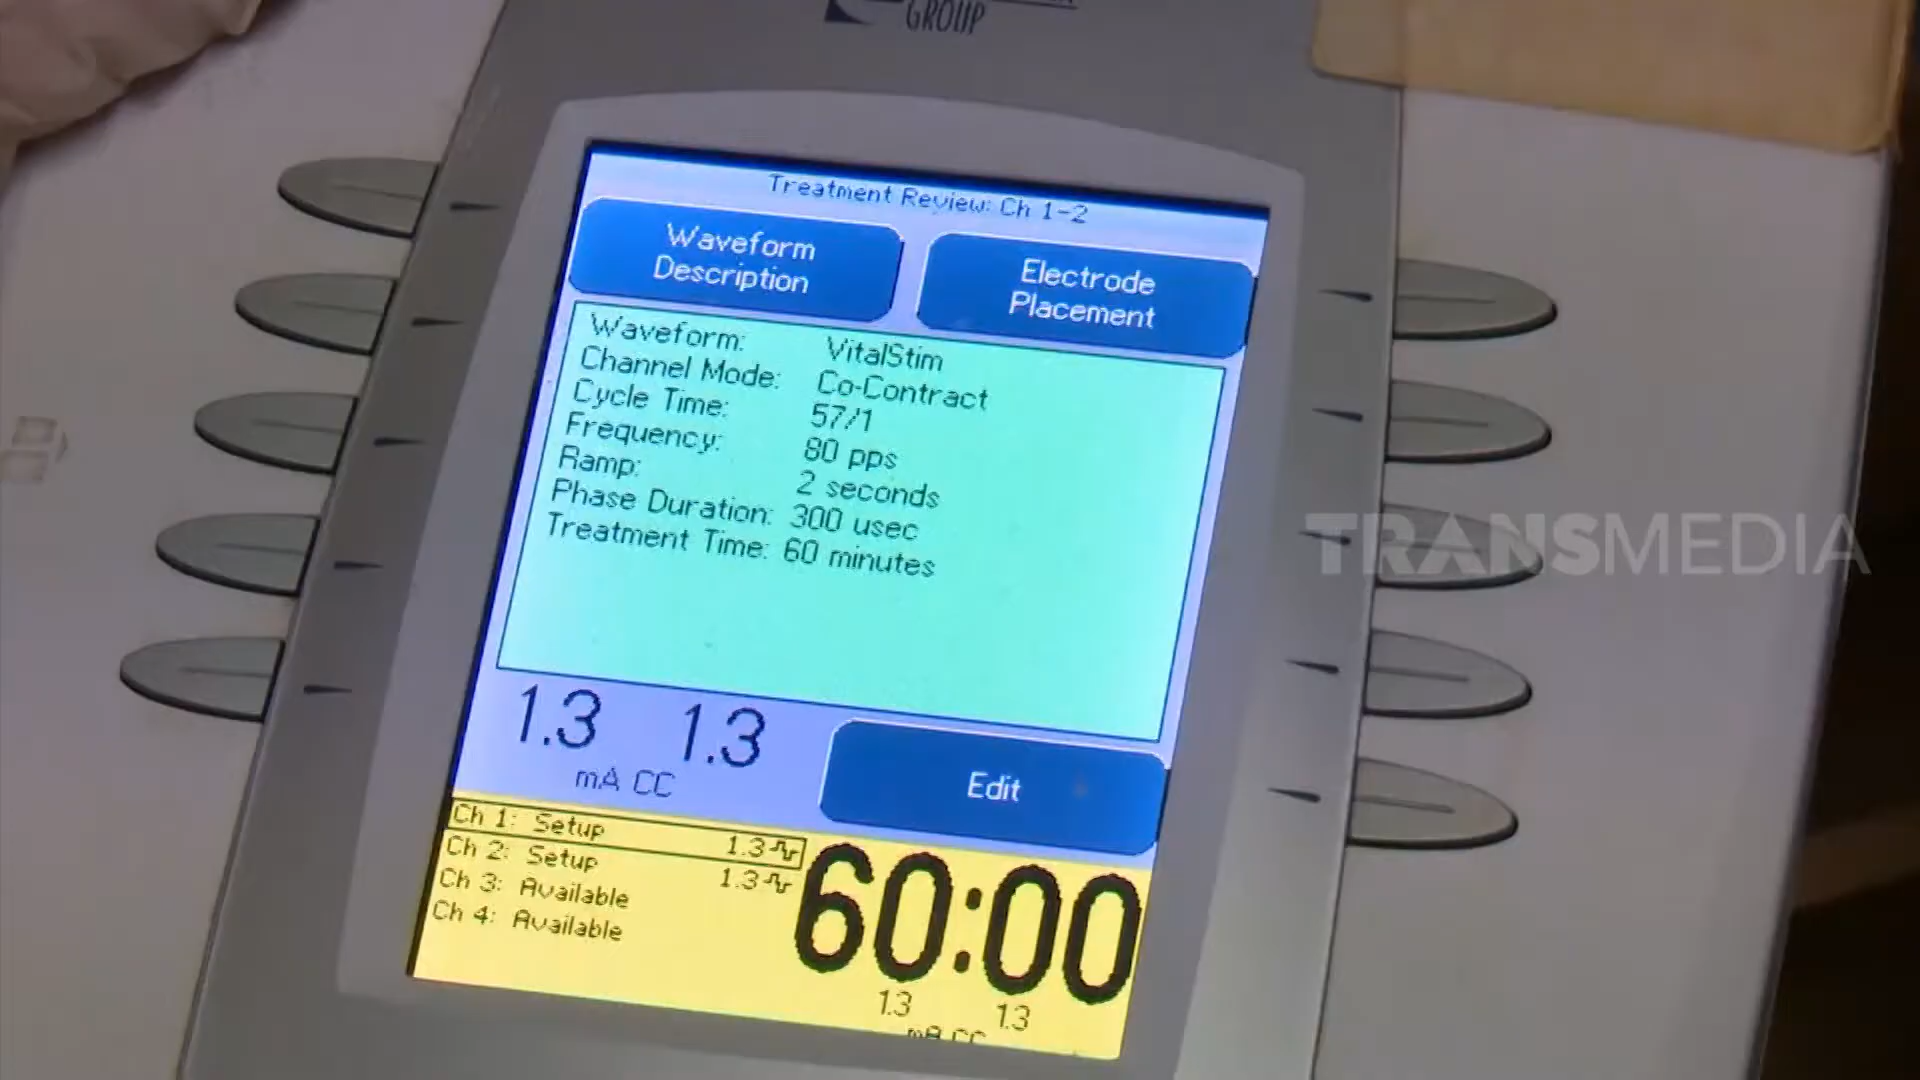 GROUP
Treatment Review: Ch 1-2
Waveform
Description
Electrode
Placement
Waveform: VitalStim
Channel Mode: Co-Contract
Cycle Time: 57/1
Frequency: 80 pps
Ramp: 2 seconds
Phase Duration: 300 usec
Treatment Time: 60 minutes
1.3 1.3
mA CC
Edit
Ch 1: Setup 1.3
Ch 2: Setup 1.3
Ch 3: Available
Ch 4: Available
60:00
1.3 1.3
mA CC
TRANSMEDIA